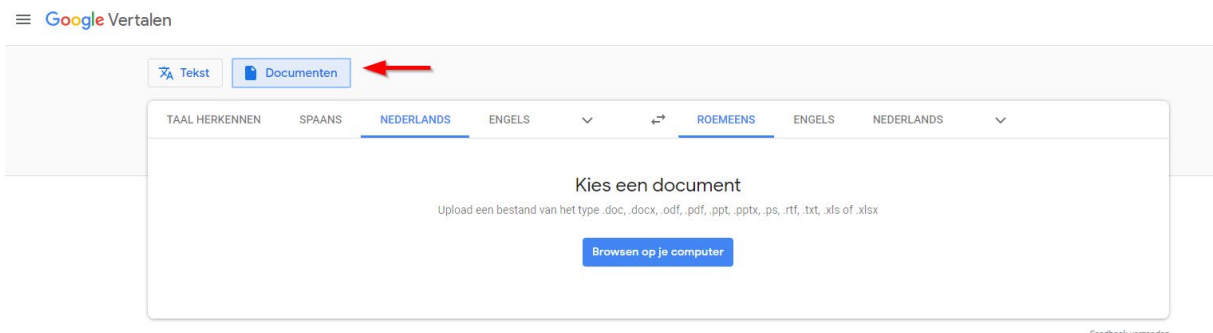 Google Vertalen
Tekst Documenten
TAAL HERKENNEN SPAANS NEDERLANDS ENGELS ROEMEENS ENGELS NEDERLANDS
Kies een document
Upload een bestand van het type .doc, .docx, .odf, .pdf, .ppt, .pptx, .ps, .rtf, .txt, .xls of .xlsx
Browsen op je computer